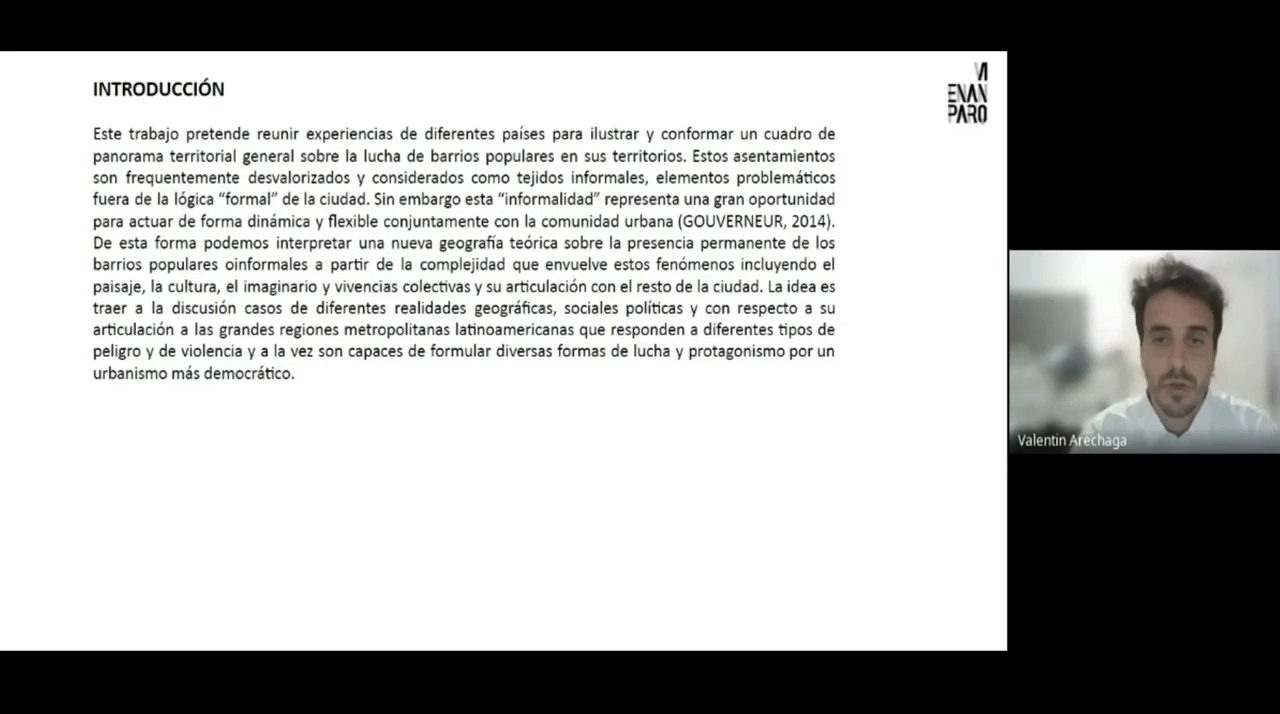 INTRODUCCIÓN
VI
ENAN
PARQ
Este trabajo pretende reunir experiencias de diferentes países para ilustrar y conformar un cuadro de
panorama territorial general sobre la lucha de barrios populares en sus territorios. Estos asentamientos
son frequentemente desvalorizados y considerados como tejidos informales, elementos problemáticos
fuera de la lógica “formal” de la ciudad. Sin embargo esta “informalidad” representa una gran oportunidad
para actuar de forma dinámica y flexible conjuntamente con la comunidad urbana (GOUVERNEUR, 2014).
De esta forma podemos interpretar una nueva geografía teórica sobre la presencia permanente de los
barrios populares oinformales a partir de la complejidad que envuelve estos fenómenos incluyendo el
paisaje, la cultura, el imaginario y vivencias colectivas y su articulación con el resto de la ciudad. La idea es
traer a la discusión casos de diferentes realidades geográficas, sociales políticas y con respecto a su
articulación a las grandes regiones metropolitanas latinoamericanas que responden a diferentes tipos de
peligro y de violencia y a la vez son capaces de formular diversas formas de lucha y protagonismo por un
urbanismo más democrático.
Valentin Arechaga